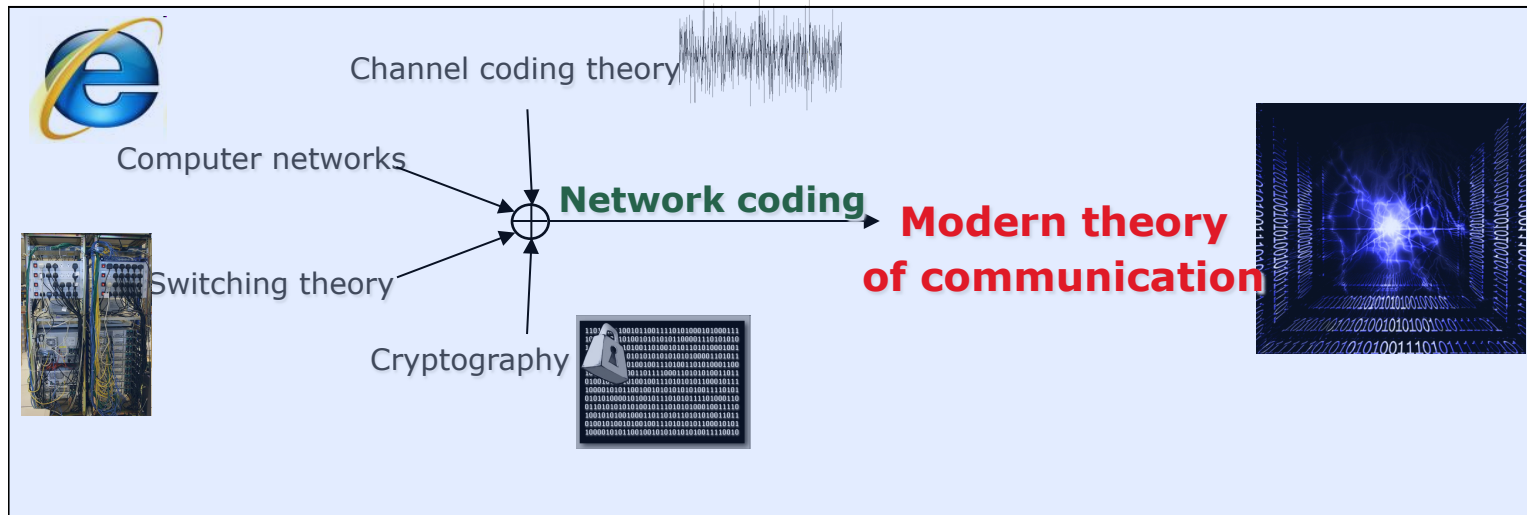 Channel coding theory
Computer networks
Network coding
Modern theory
of communication
Switching theory
Cryptography